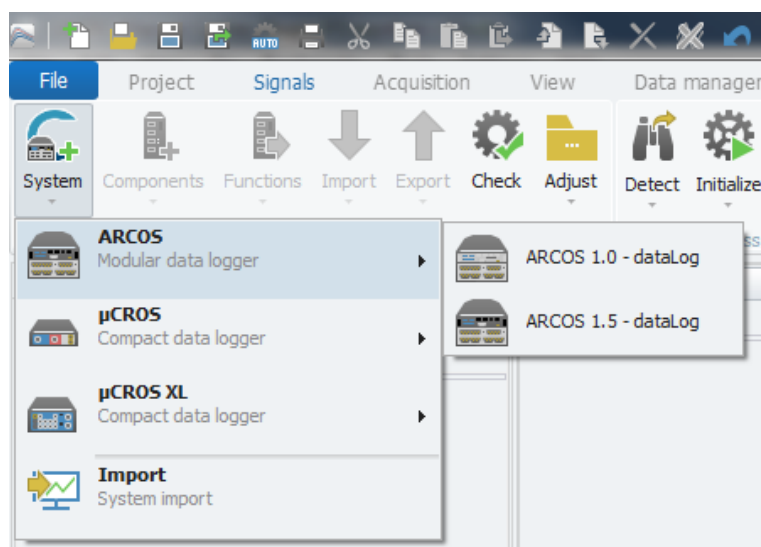 AUTO
File Project Signals Acquisition View Data manager
System Components Functions Import Export Check Adjust Detect Initialize
ARCOS
Modular data logger
ARCOS 1.0 - dataLog
ARCOS 1.5 - dataLog
µCROS
Compact data logger
µCROS XL
Compact data logger
Import
System import